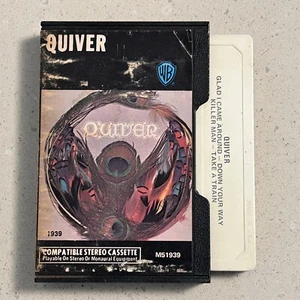 QUIVER
WB
QUIVER
1939
COMPATIBLE STEREO CASSETTE
Playable On Stereo Or Monaural Equipment
M51939
QUIVER
GLAD I CAME AROUND – DOWN YOUR WAY
KILLER MAN – TAKE A TRAIN